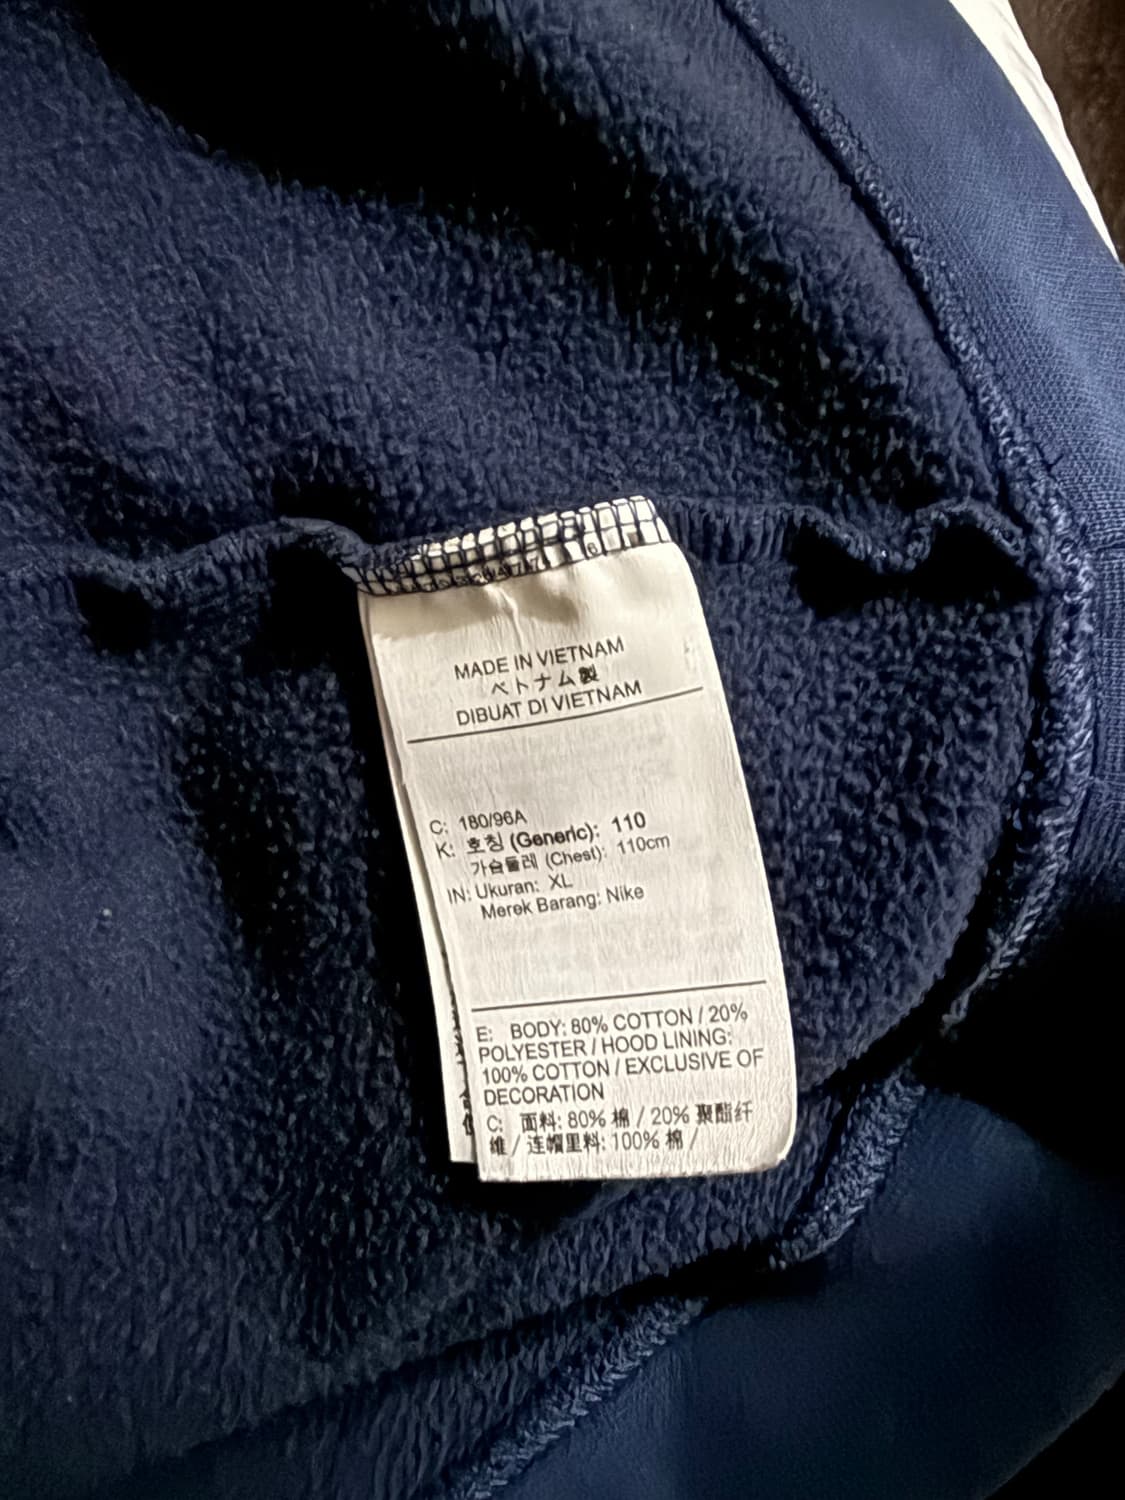 MADE IN VIETNAM
ベトナム製
DIBUAT DI VIETNAM
C: 180/96A
K: 호칭 (Generic): 110
가슴둘레 (Chest): 110cm
IN: Ukuran: XL
Merek Barang: Nike
E: BODY: 80% COTTON / 20%
POLYESTER / HOOD LINING:
100% COTTON / EXCLUSIVE OF
DECORATION
C: 面料: 80% 棉 / 20% 聚酯纤
维 / 连帽里料: 100% 棉 /